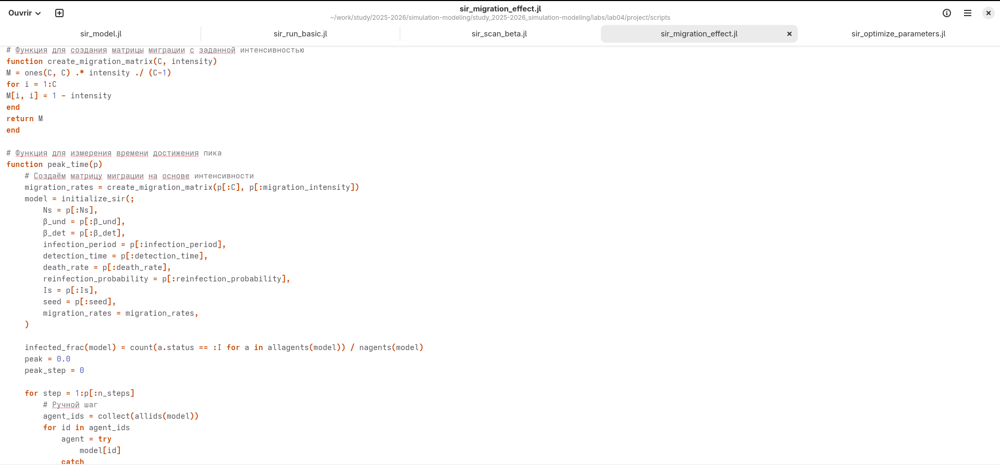 Ouvrir
sir_migration_effect.jl
~/work/study/2025-2026/simulation-modeling/study_2025-2026_simulation-modeling/labs/lab04/project/scripts
sir_model.jl sir_run_basic.jl sir_scan_beta.jl sir_migration_effect.jl sir_optimize_parameters.jl
# Функция для создания матрицы миграции с заданной интенсивностью
function create_migration_matrix(C, intensity)
M = ones(C, C) .* intensity ./ (C-1)
for i = 1:C
M[i, i] = 1 - intensity
end
return M
end
# Функция для измерения времени достижения пика
function peak_time(p)
    # Создаём матрицу миграции на основе интенсивности
    migration_rates = create_migration_matrix(p[:C], p[:migration_intensity])
    model = initialize_sir(;
        Ns = p[:Ns],
        β_und = p[:β_und],
        β_det = p[:β_det],
        infection_period = p[:infection_period],
        detection_time = p[:detection_time],
        death_rate = p[:death_rate],
        reinfection_probability = p[:reinfection_probability],
        Is = p[:Is],
        seed = p[:seed],
        migration_rates = migration_rates,
    )
    infected_frac(model) = count(a.status == :I for a in allagents(model)) / nagents(model)
    peak = 0.0
    peak_step = 0
    for step = 1:p[:n_steps]
        # Ручной шаг
        agent_ids = collect(allids(model))
        for id in agent_ids
            agent = try
                model[id]
            catch